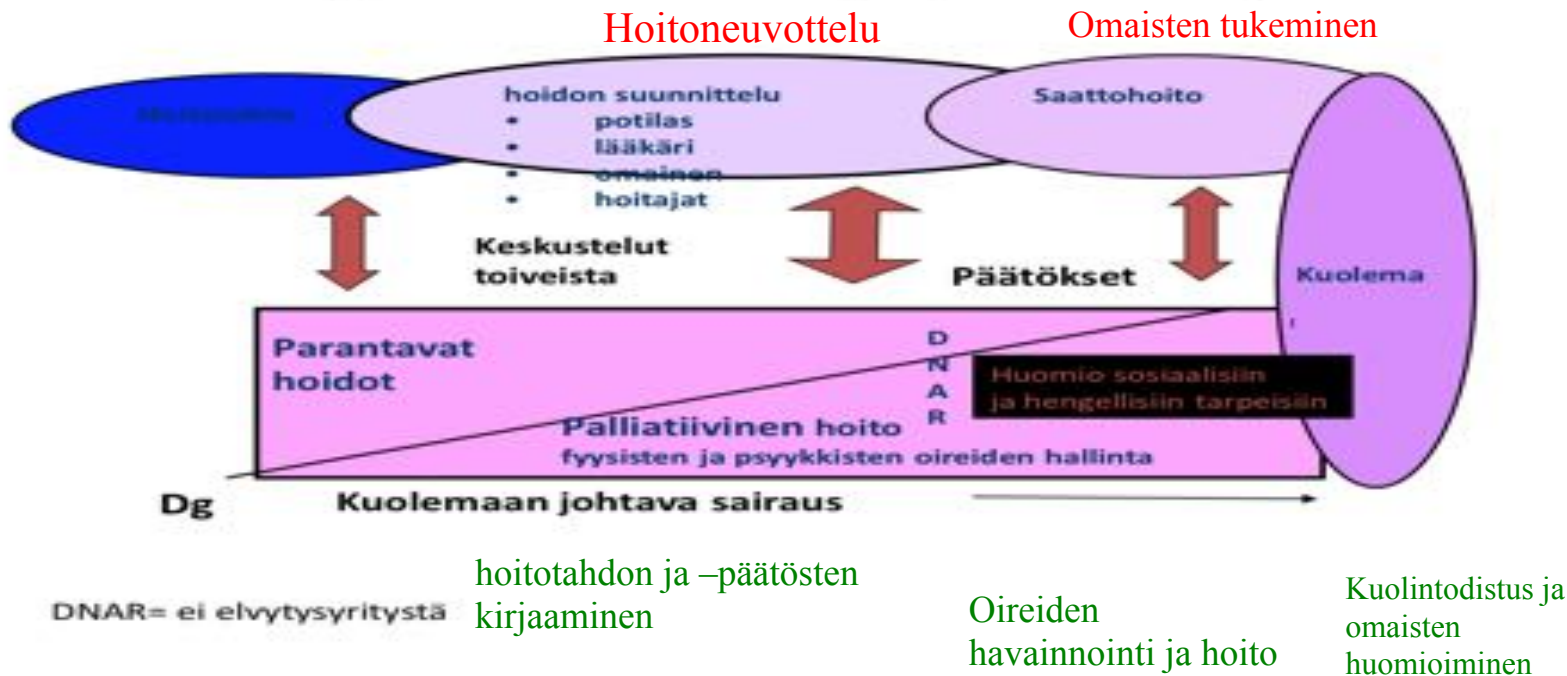 Hoitoneuvottelu
Omaisten tukeminen
hoidon suunnittelu
• potilas
• lääkäri
• omainen
• hoitajat
Saattohoito
Keskustelut
toiveista
Päätökset
Kuolema
Parantavat
hoidot
D
N
A
R
Huomio sosiaalisiin
ja hengellisiin tarpeisiin
Palliatiivinen hoito
fyysisten ja psyykkisten oireiden hallinta
Dg
Kuolemaan johtava sairaus
DNAR= ei elvytysyritystä
hoitotahdon ja –päätösten
kirjaaminen
Oireiden
havainnointi ja hoito
Kuolintodistus ja
omaisten
huomioiminen